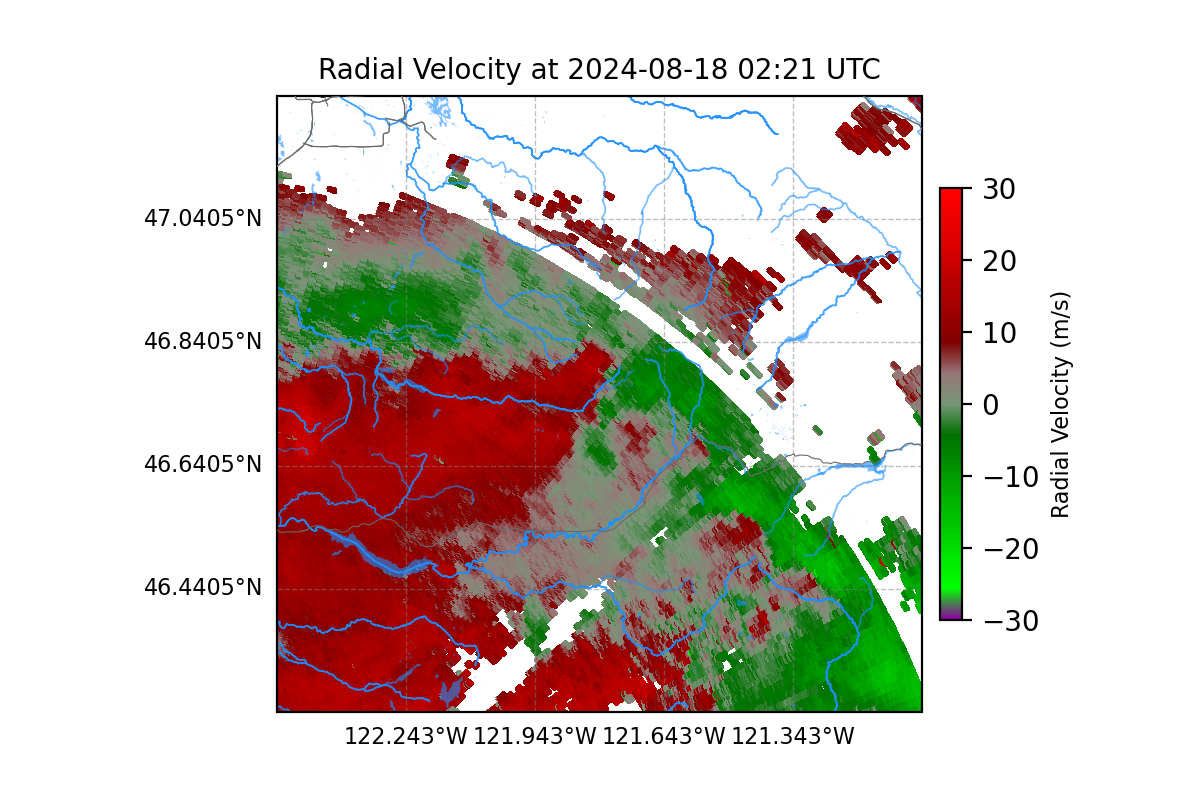 Radial Velocity at 2024-08-18 02:21 UTC
47.0405°N
46.8405°N
46.6405°N
46.4405°N
122.243°W 121.943°W 121.643°W 121.343°W
30
20
10
0
−10
−20
−30
Radial Velocity (m/s)